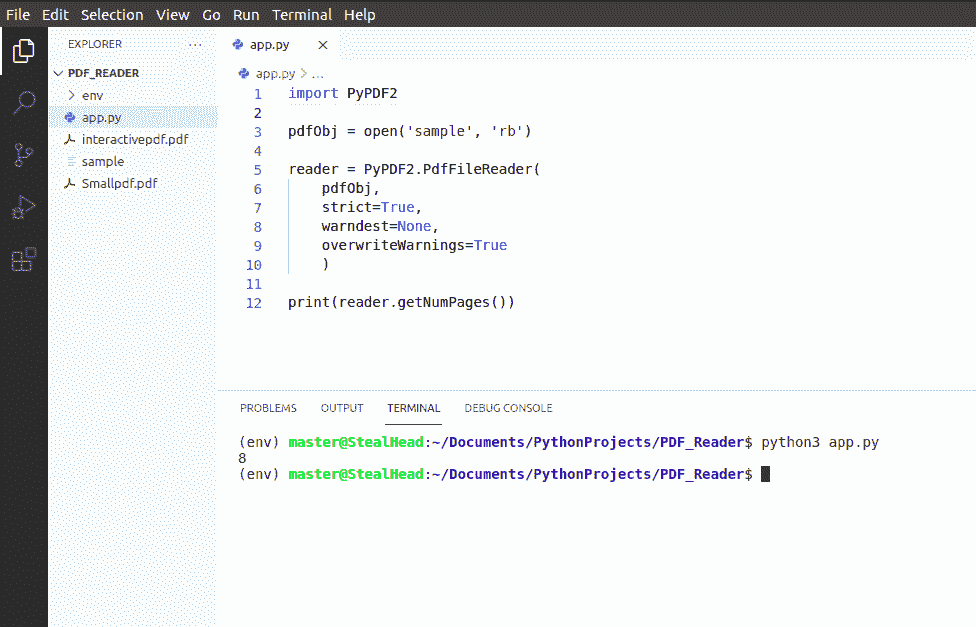 File Edit Selection View Go Run Terminal Help
EXPLORER ...
app.py ×
PDF_READER
app.py > ...
env
app.py
interactivepdf.pdf
sample
Smallpdf.pdf
1 import PyPDF2
2
3 pdfObj = open('sample', 'rb')
4
5 reader = PyPDF2.PdfFileReader(
6 pdfObj,
7 strict=True,
8 warndest=None,
9 overwriteWarnings=True
10 )
11
12 print(reader.getNumPages())
PROBLEMS OUTPUT TERMINAL DEBUG CONSOLE
(env) master@StealHead:~/Documents/PythonProjects/PDF_Reader$ python3 app.py
8
(env) master@StealHead:~/Documents/PythonProjects/PDF_Reader$